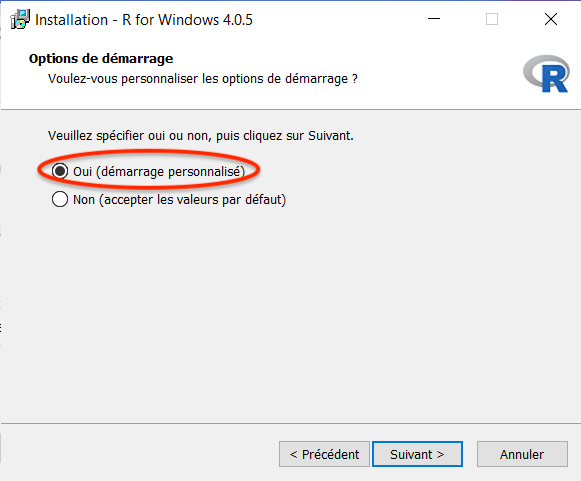 Installation - R for Windows 4.0.5
Options de démarrage
Voulez-vous personnaliser les options de démarrage ?
R
Veuillez spécifier oui ou non, puis cliquez sur Suivant.
Oui (démarrage personnalisé)
Non (accepter les valeurs par défaut)
< Précédent
Suivant >
Annuler